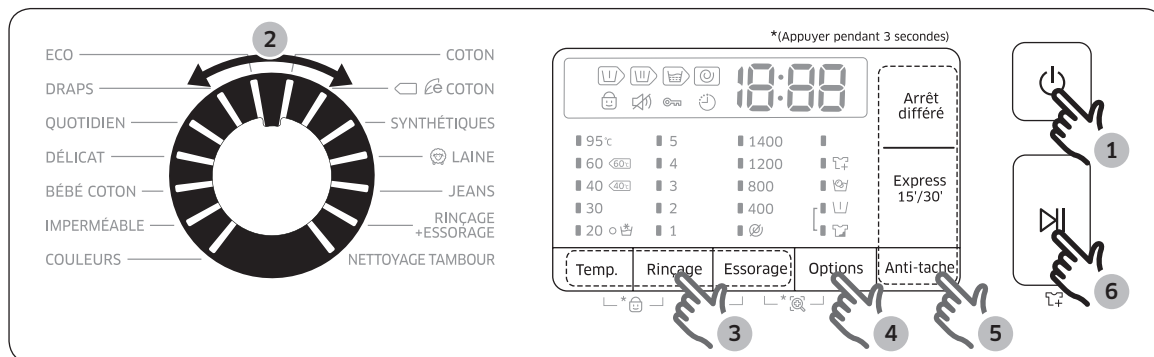 2
ECO
COTON
DRAPS
COTON
QUOTIDIEN
SYNTHÉTIQUES
DÉLICAT
LAINE
BÉBÉ COTON
JEANS
IMPERMÉABLE
RINÇAGE
+ESSORAGE
COULEURS
NETTOYAGE TAMBOUR
*(Appuyer pendant 3 secondes)
18:88
95℃ 5 1400
60 60℃ 4 1200
40 40℃ 3 800
30 2 400
20 1
Arrêt
différé
Express
15'/30'
Temp. Rinçage Essorage Options Anti-tache
* *
3
4
5
1
6